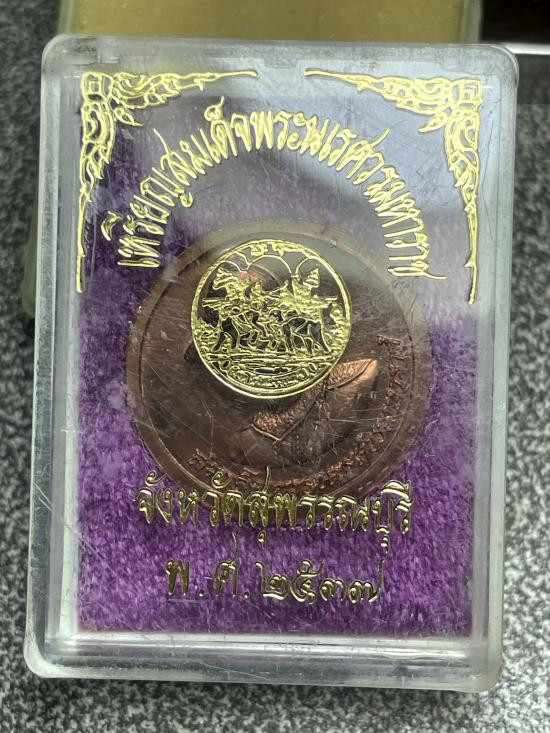 เหรียญสมเด็จพระนเรศวรมหาราช
จังหวัดสุพรรณบุรี
พ.ศ.๒๕๓๗